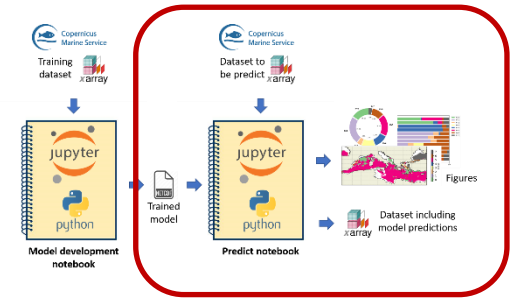 Copernicus
Marine Service
Training
dataset
xarray
jupyter
python
Model development
notebook
Trained
model
Copernicus
Marine Service
Dataset to
be predict
xarray
jupyter
python
Predict notebook
Figures
xarray
Dataset including
model predictions